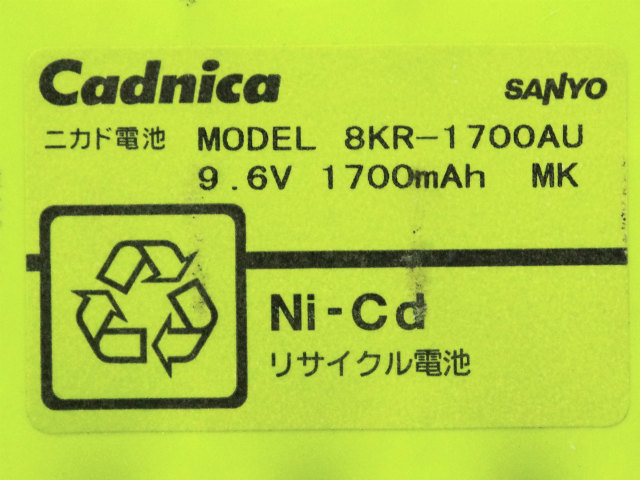 Cadnica SANYO
ニカド電池 MODEL 8KR-1700AU
9.6V 1700mAh MK
Ni-Cd
リサイクル電池